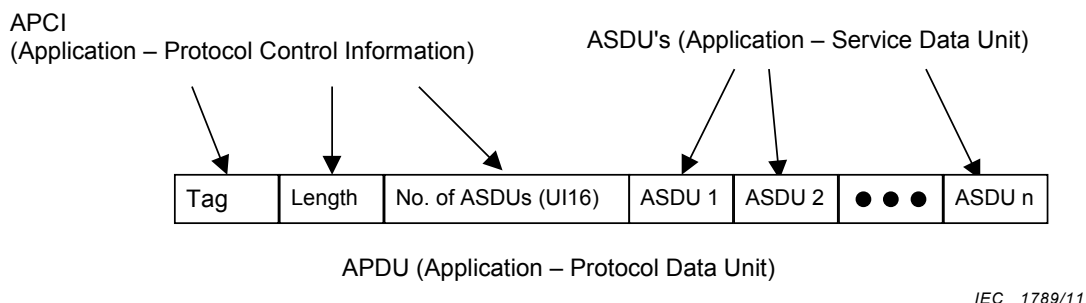 APCI
(Application – Protocol Control Information)
ASDU's (Application – Service Data Unit)
Tag Length No. of ASDUs (UI16) ASDU 1 ASDU 2 ● ● ● ASDU n
APDU (Application – Protocol Data Unit)
IEC 1789/11